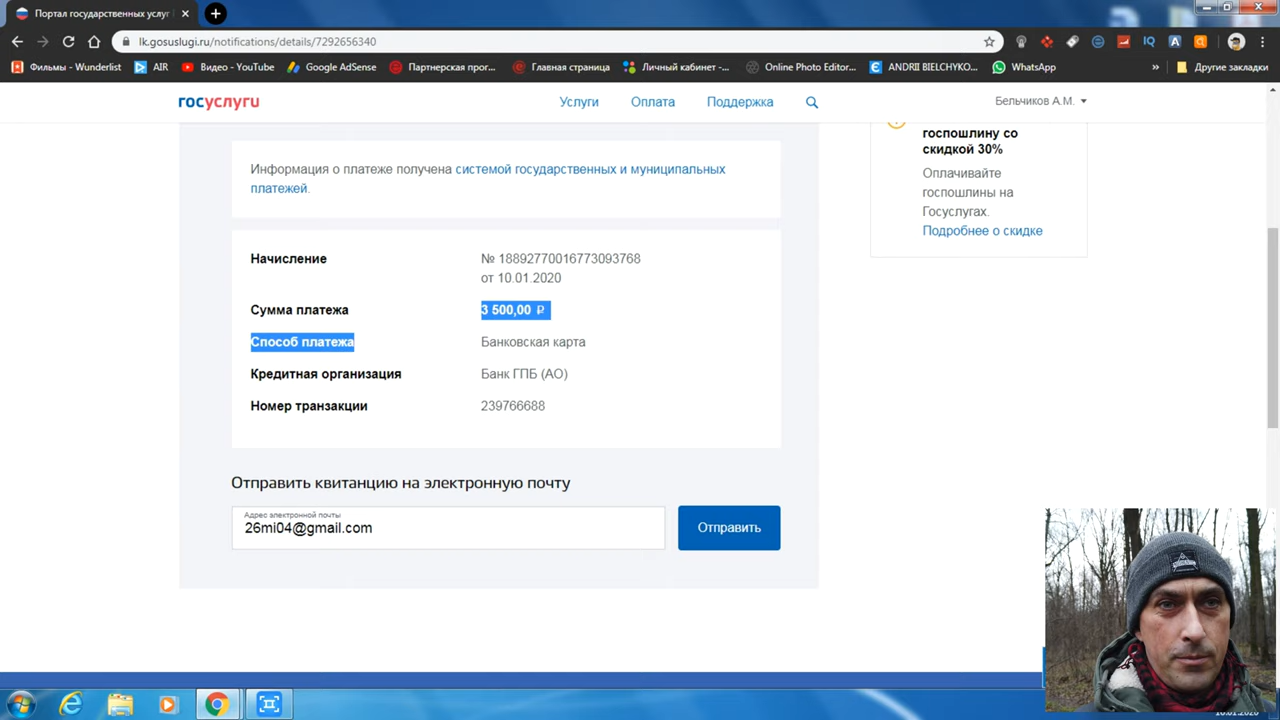 Портал государственных услуг
lk.gosuslugi.ru/notifications/details/7292656340
Фильмы - Wunderlist
AIR
Видео - YouTube
Google AdSense
Партнерская прог...
Главная страница
Личный кабинет -...
Online Photo Editor...
ANDRII BIELCHYKO...
WhatsApp
»
Другие закладки
госуслуги
Услуги
Оплата
Поддержка
Бельчиков А.М.
госпошлину со
скидкой 30%
Оплачивайте
госпошлины на
Госуслугах.
Подробнее о скидке
Информация о платеже получена системой государственных и муниципальных
платежей.
Начисление № 18892770016773093768
от 10.01.2020
Сумма платежа 3 500,00 ₽
Способ платежа Банковская карта
Кредитная организация Банк ГПБ (АО)
Номер транзакции 239766688
Отправить квитанцию на электронную почту
Адрес электронной почты
26mi04@gmail.com
Отправить